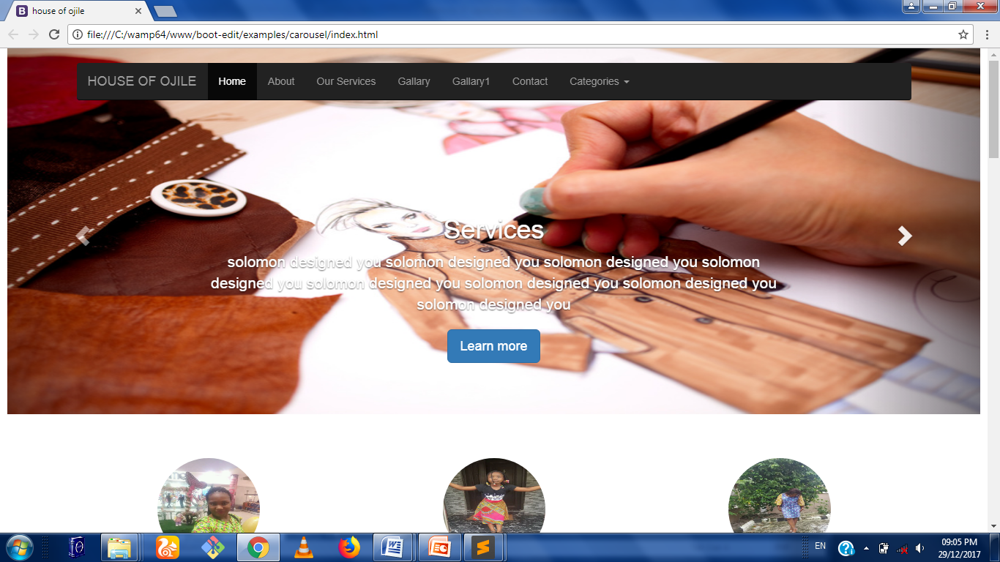 house of ojile
file:///C:/wamp64/www/boot-edit/examples/carousel/index.html
HOUSE OF OJILE Home About Our Services Gallary Gallary1 Contact Categories
Services
solomon designed you solomon designed you solomon designed you solomon
designed you solomon designed you solomon designed you solomon designed you
solomon designed you
Learn more
EN
09:05 PM
29/12/2017